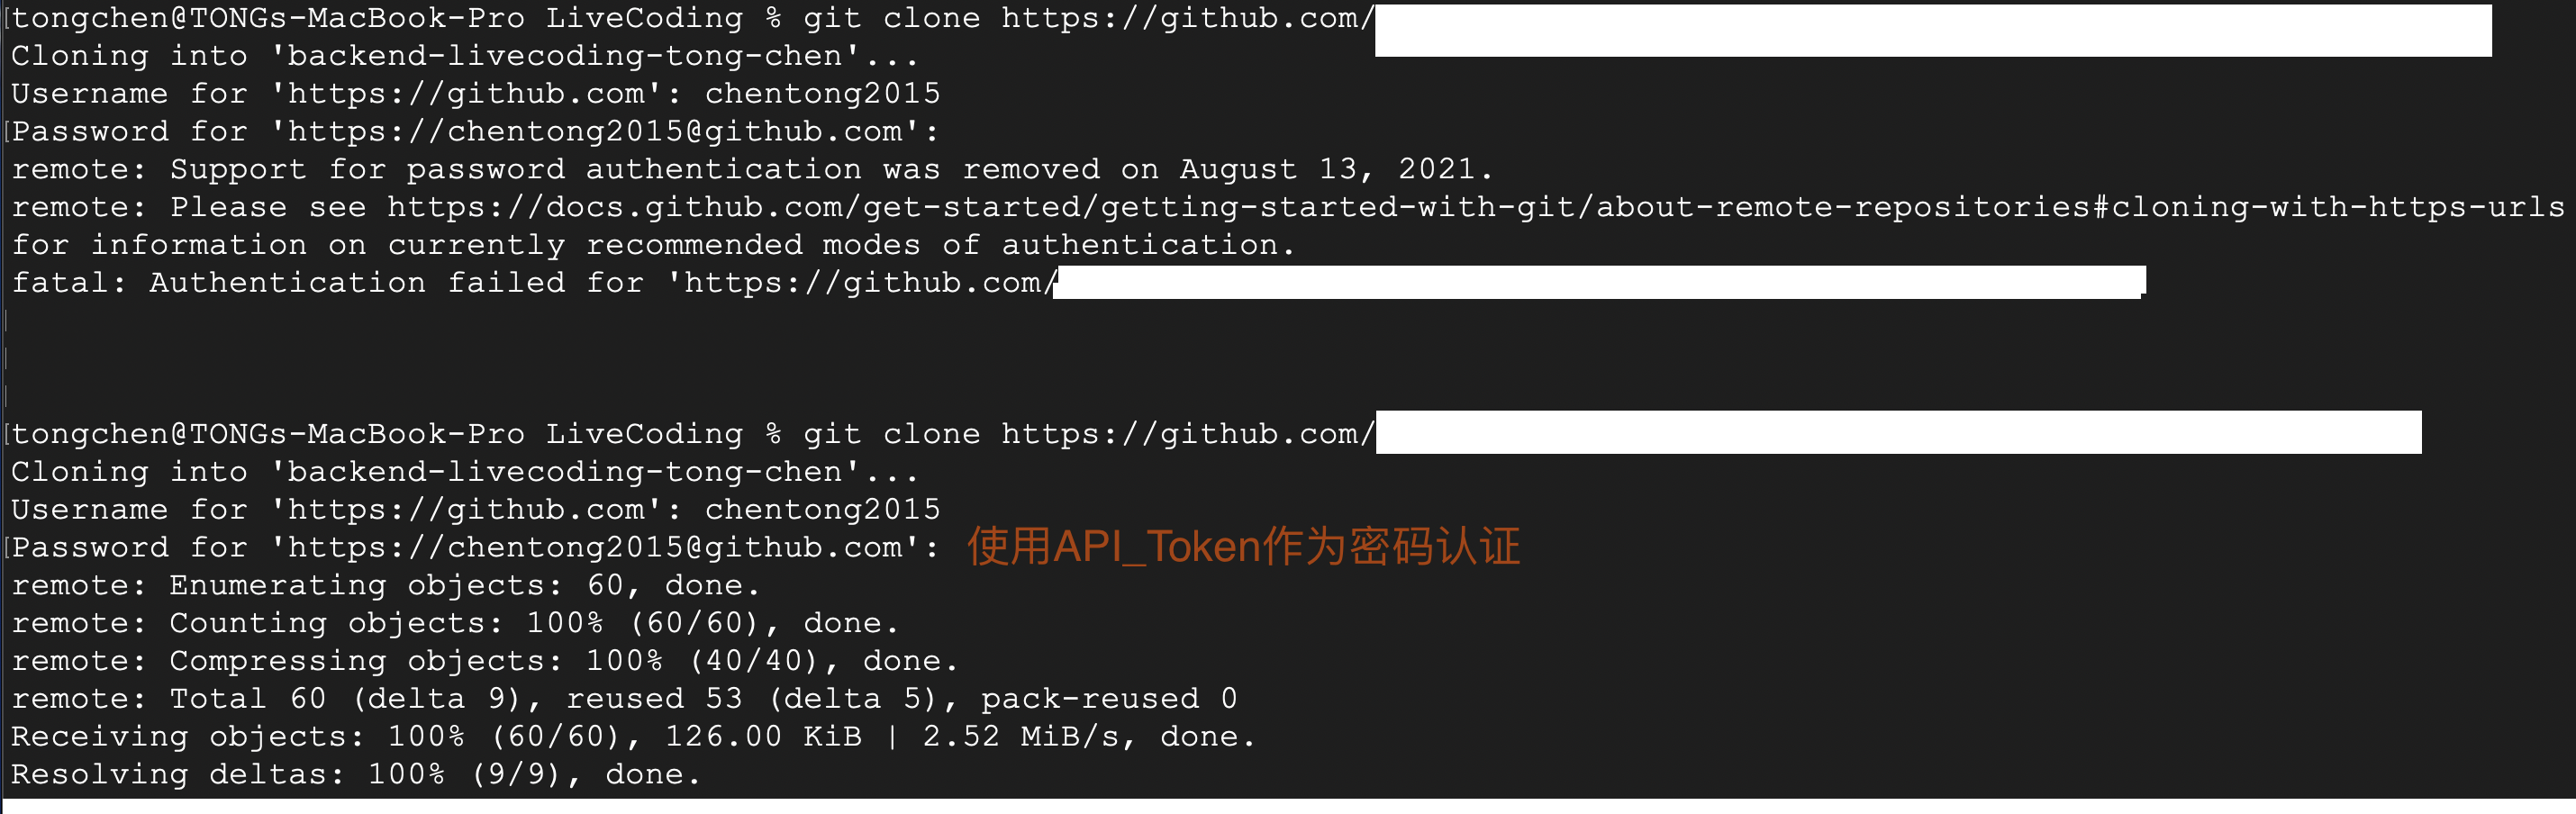 tongchen@TONGs-MacBook-Pro LiveCoding % git clone https://github.com/
Cloning into 'backend-livecoding-tong-chen'...
Username for 'https://github.com': chentong2015
Password for 'https://chentong2015@github.com':
remote: Support for password authentication was removed on August 13, 2021.
remote: Please see https://docs.github.com/get-started/getting-started-with-git/about-remote-repositories#cloning-with-https-urls
for information on currently recommended modes of authentication.
fatal: Authentication failed for 'https://github.com/
tongchen@TONGs-MacBook-Pro LiveCoding % git clone https://github.com/
Cloning into 'backend-livecoding-tong-chen'...
Username for 'https://github.com': chentong2015
Password for 'https://chentong2015@github.com': 使用API_Token作为密码认证
remote: Enumerating objects: 60, done.
remote: Counting objects: 100% (60/60), done.
remote: Compressing objects: 100% (40/40), done.
remote: Total 60 (delta 9), reused 53 (delta 5), pack-reused 0
Receiving objects: 100% (60/60), 126.00 KiB | 2.52 MiB/s, done.
Resolving deltas: 100% (9/9), done.